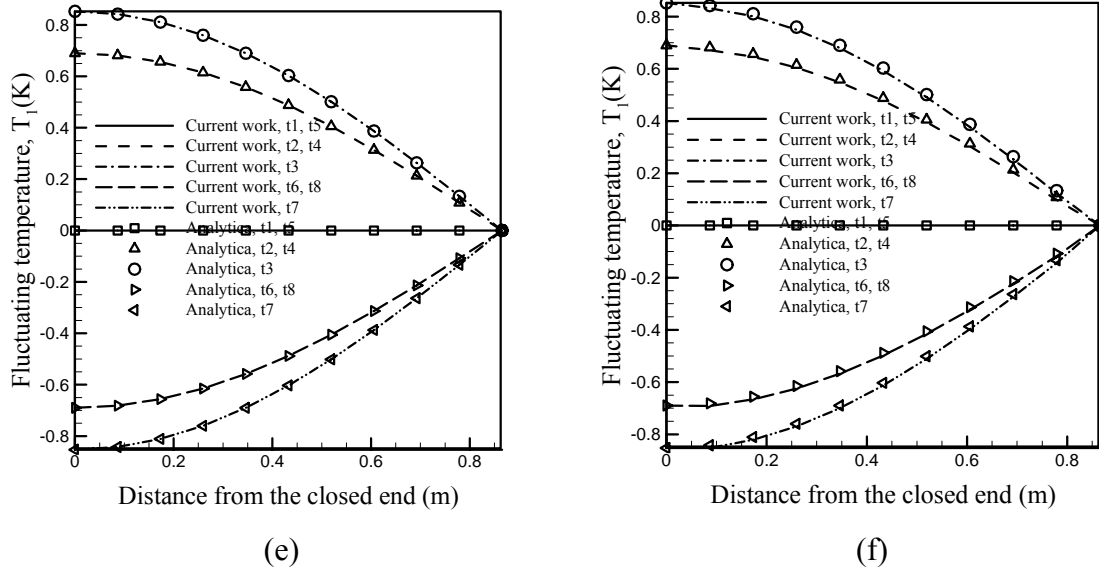 Fluctuating temperature, T1(K)
0.8
0.6
0.4
0.2
0
-0.2
-0.4
-0.6
-0.8
Current work, t1, t5
Current work, t2, t4
Current work, t3
Current work, t6, t8
Current work, t7
Analytica, t1, t5
Analytica, t2, t4
Analytica, t3
Analytica, t6, t8
Analytica, t7
0 0.2 0.4 0.6 0.8
Distance from the closed end (m)
(e)
Fluctuating temperature, T1(K)
0.8
0.6
0.4
0.2
0
-0.2
-0.4
-0.6
-0.8
Current work, t1, t5
Current work, t2, t4
Current work, t3
Current work, t6, t8
Current work, t7
Analytica, t1, t5
Analytica, t2, t4
Analytica, t3
Analytica, t6, t8
Analytica, t7
0 0.2 0.4 0.6 0.8
Distance from the closed end (m)
(f)